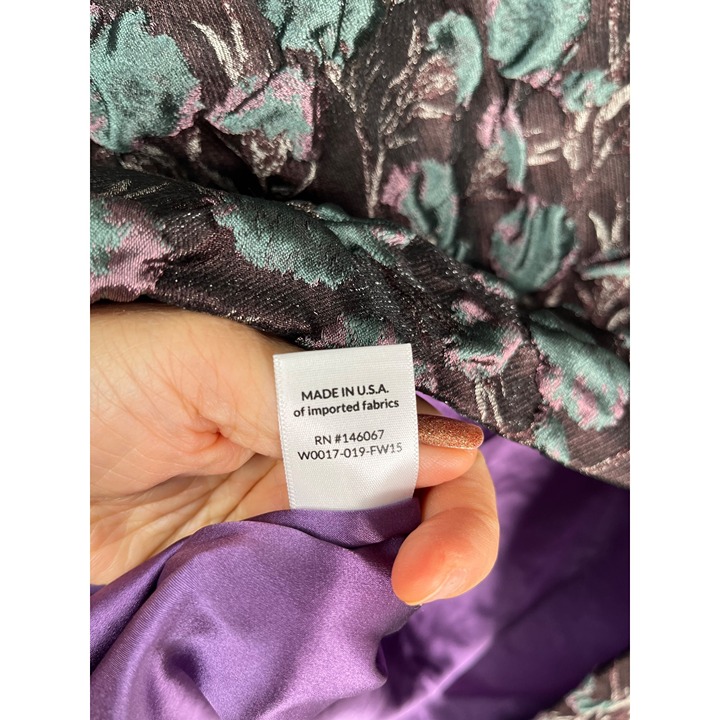 MADE IN U.S.A.
of imported fabrics
RN #146067
W0017-019-FW15